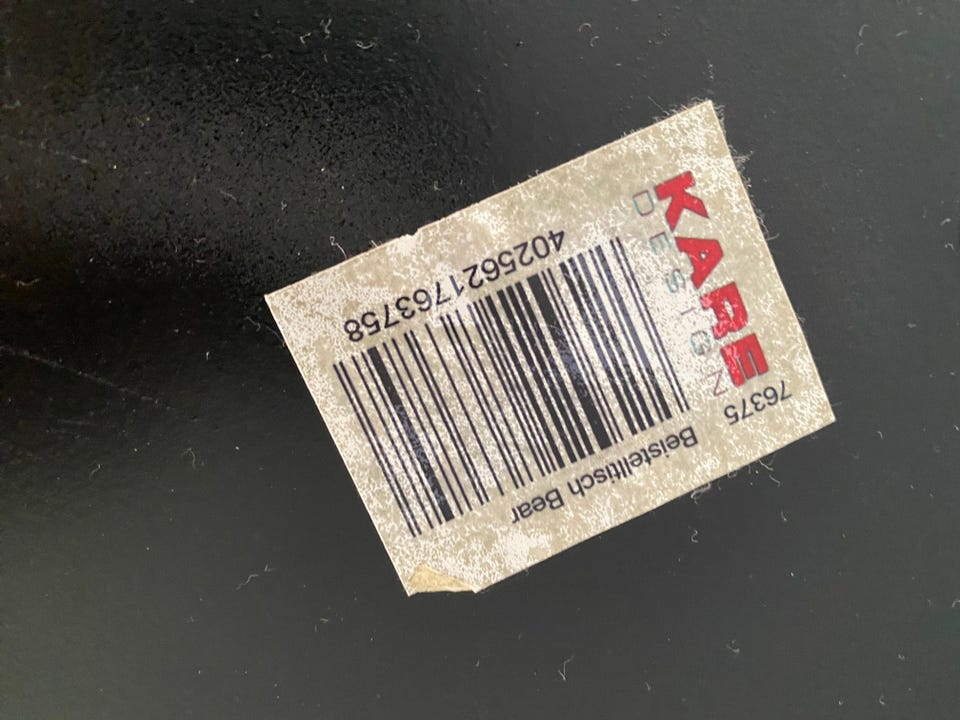 76375
Beistelltisch Bear
4025621763758
KARE
DESIGN